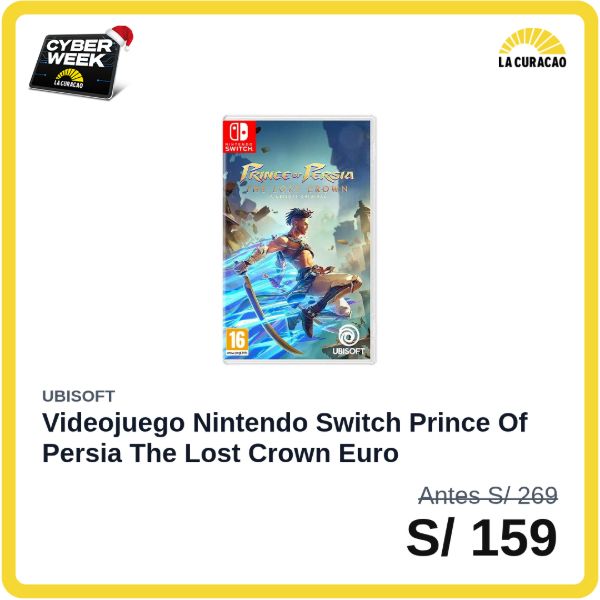 CYBER
WEEK
LA CURACAO
LA CURACAO
NINTENDO
SWITCH
PRINCE OF PERSIA
THE LOST CROWN
16
UBISOFT
UBISOFT
Videojuego Nintendo Switch Prince Of
Persia The Lost Crown Euro
Antes S/ 269
S/ 159